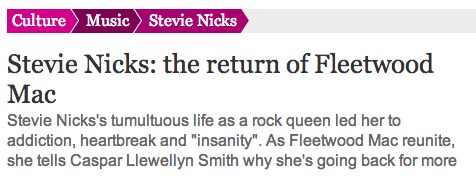 Culture Music Stevie Nicks
Stevie Nicks: the return of Fleetwood
Mac
Stevie Nicks's tumultuous life as a rock queen led her to
addiction, heartbreak and "insanity". As Fleetwood Mac reunite,
she tells Caspar Llewellyn Smith why she's going back for more